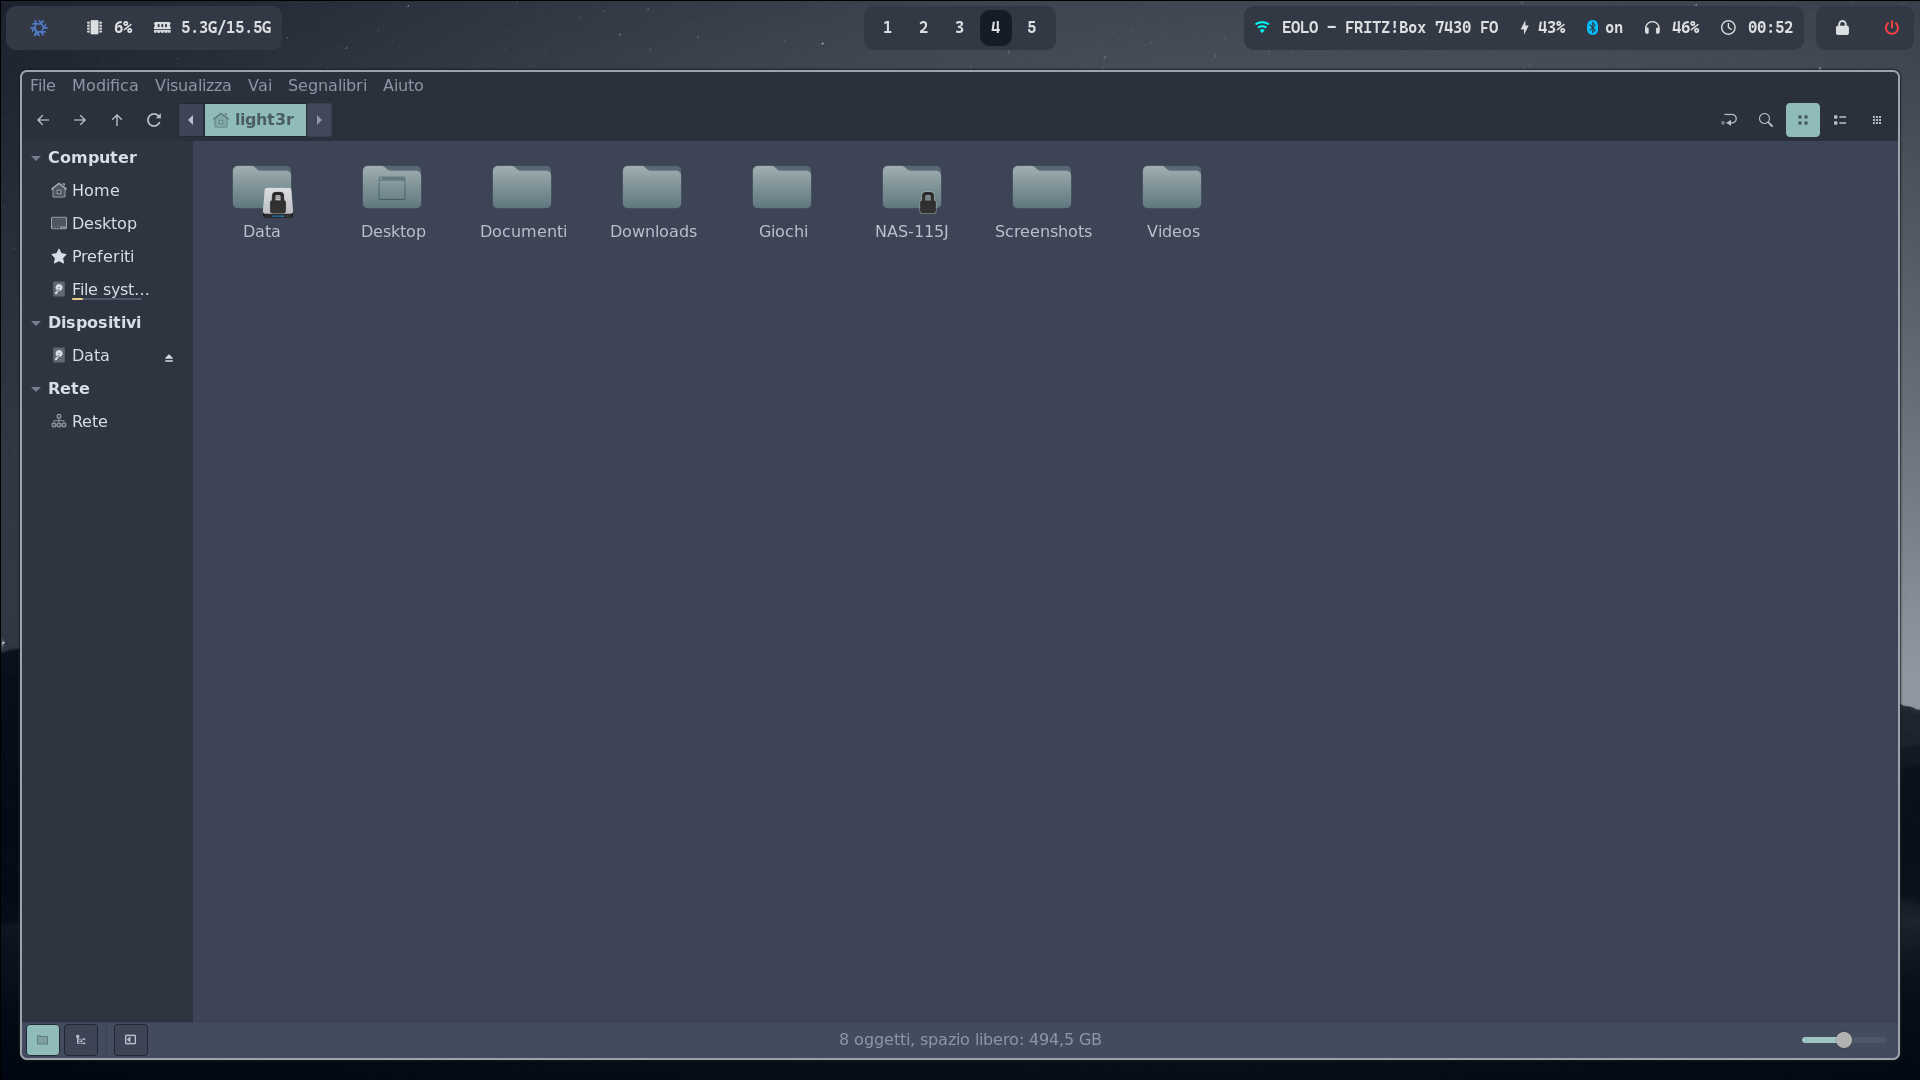 6% 5.3G/15.5G 1 2 3 4 5 EOLO - FRITZ!Box 7430 FO 43% on 46% 00:52
File Modifica Visualizza Vai Segnalibri Aiuto
light3r
Computer
Home
Desktop
Preferiti
File syst...
Dispositivi
Data
Rete
Rete
Data Desktop Documenti Downloads Giochi NAS-115J Screenshots Videos
8 oggetti, spazio libero: 494,5 GB